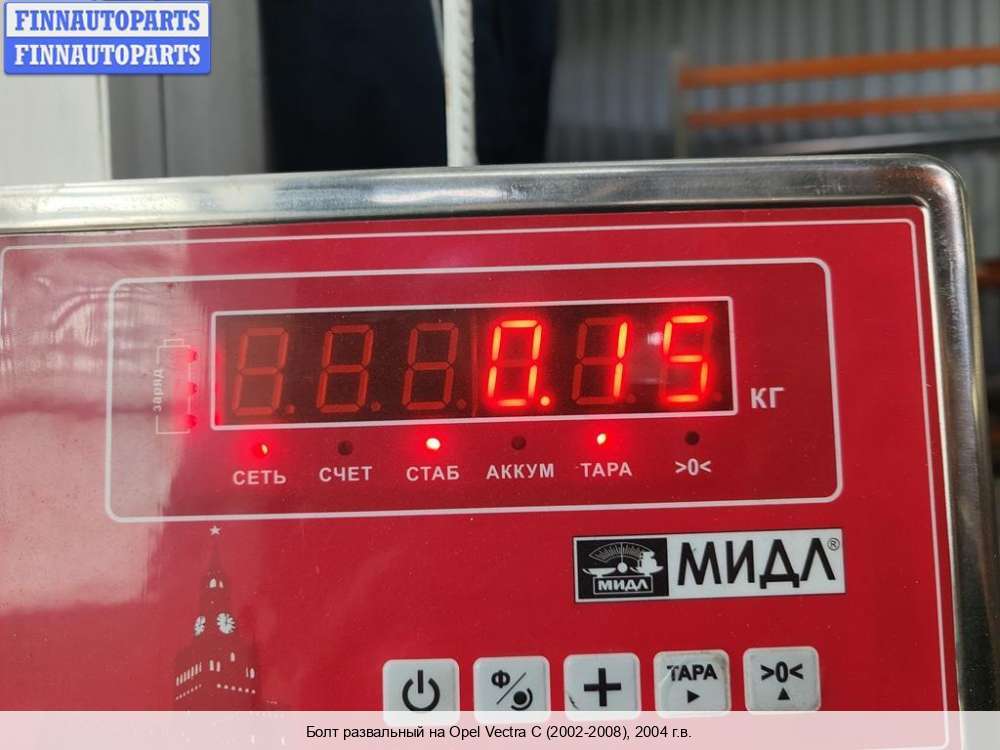 FINNAUTOPARTS
FINNAUTOPARTS
заряд
0.15
КГ
СЕТЬ СЧЕТ СТАБ АККУМ ТАРА >0<
МИДЛ МИДЛ®
Ф ТАРА >0<
Болт развальный на Opel Vectra C (2002-2008), 2004 г.в.